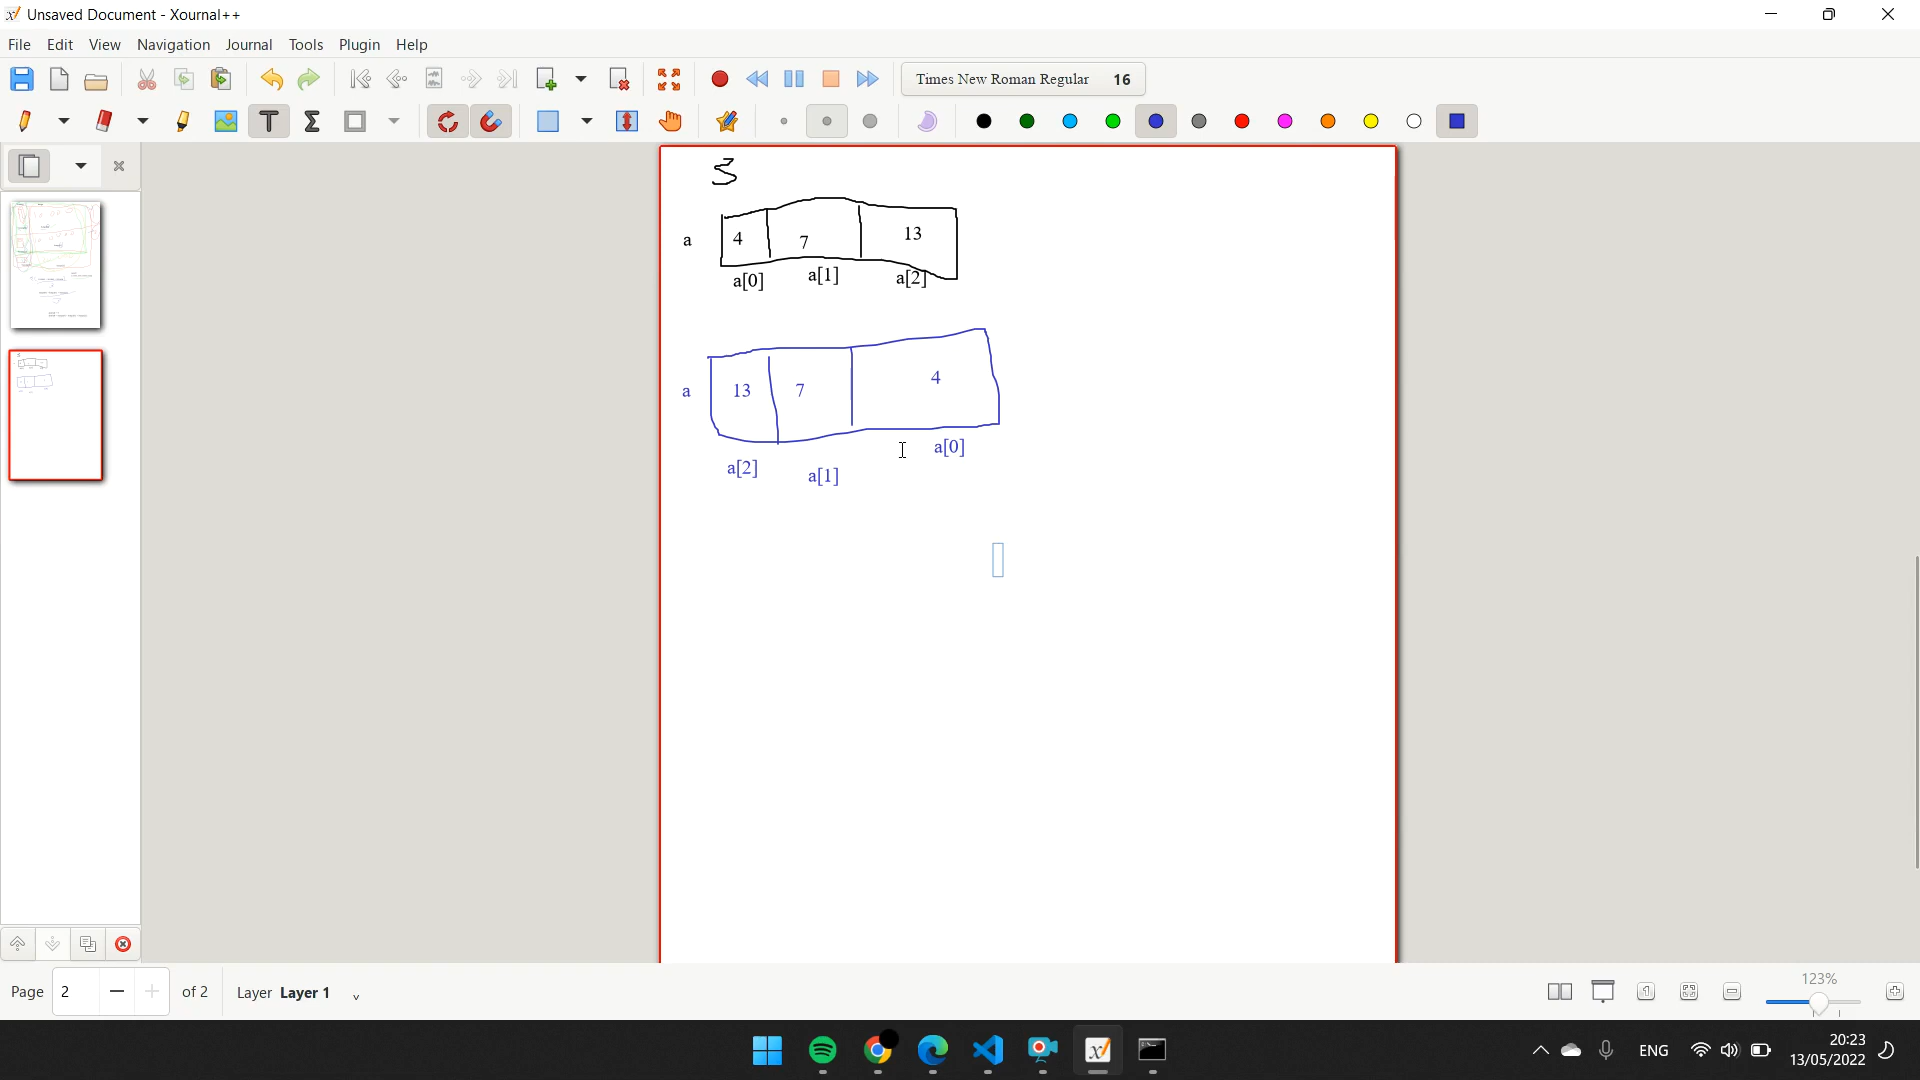 Unsaved Document - Xournal++
File Edit View Navigation Journal Tools Plugin Help
Times New Roman Regular 16
a 4 7 13
a[0] a[1] a[2]
a 13 7 4
a[2] a[1] a[0]
Page 2 of 2 Layer Layer 1
123%
ENG
20:23
13/05/2022